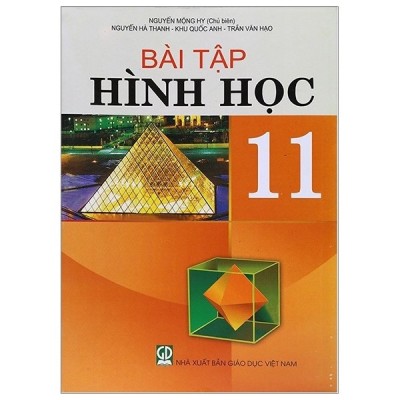 NGUYỄN MỘNG HY (Chủ biên)
NGUYỄN HÀ THANH - KHU QUỐC ANH - TRẦN VĂN HẠO
BÀI TẬP
HÌNH HỌC
11
NHÀ XUẤT BẢN GIÁO DỤC VIỆT NAM